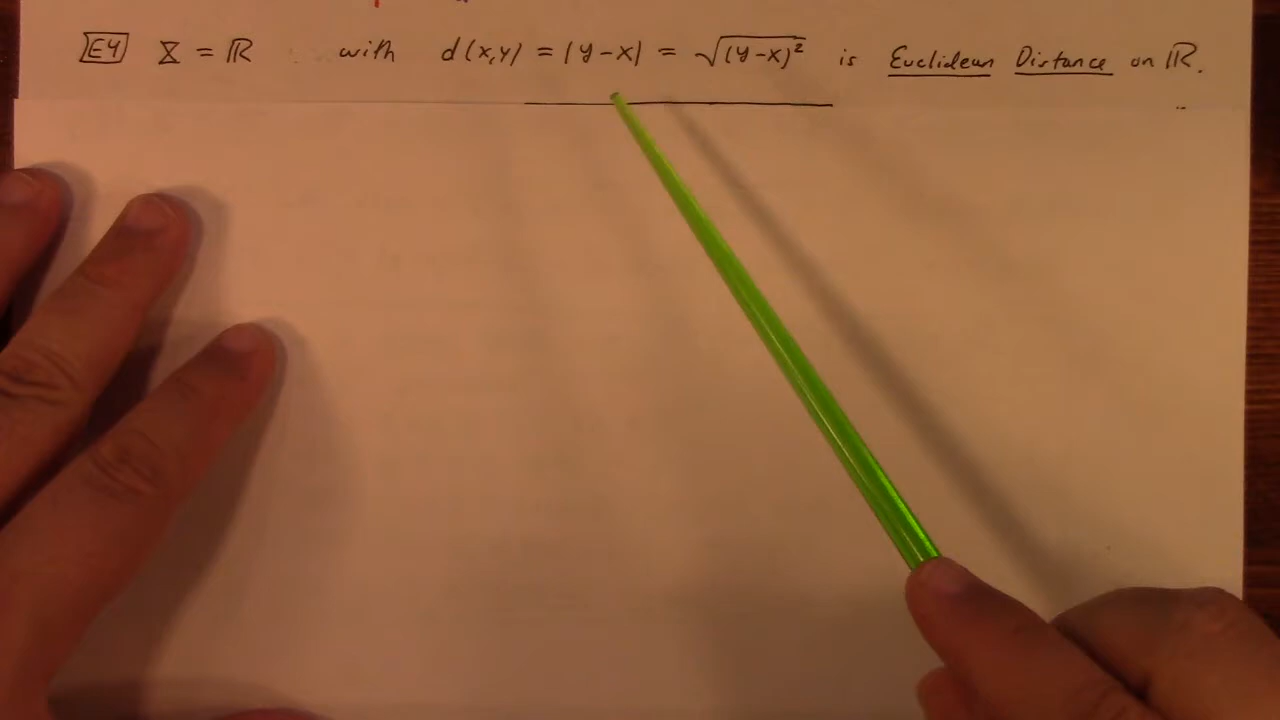 E4 X = ℝ with d(x,y) = |y-x| = √(y-x)² is Euclidean Distance on ℝ.